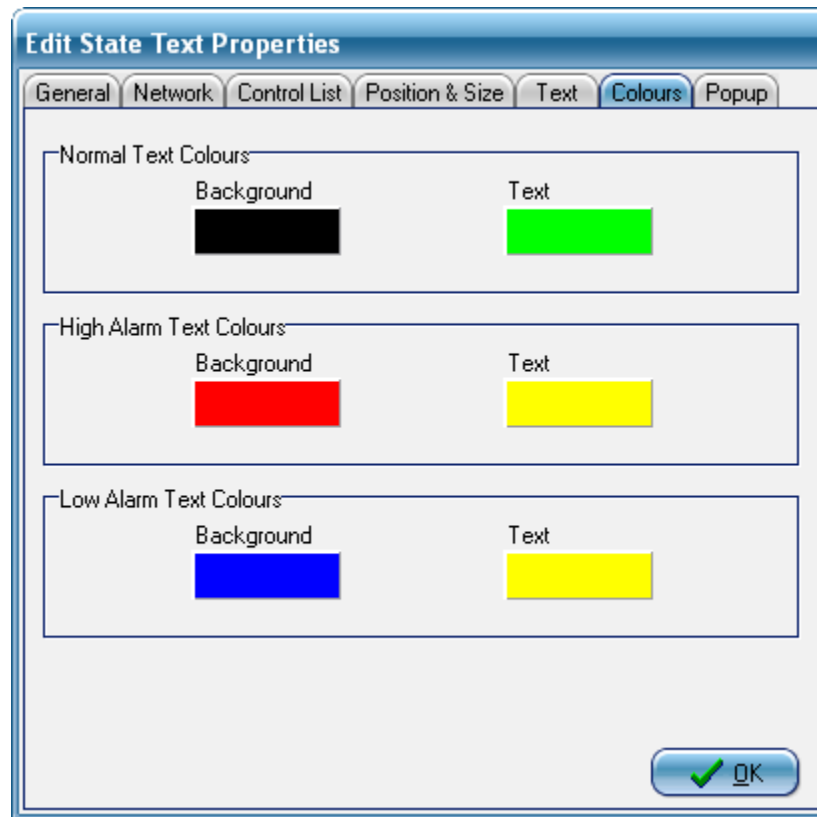 Edit State Text Properties
General Network Control List Position & Size Text Colours Popup
Normal Text Colours
Background Text
High Alarm Text Colours
Background Text
Low Alarm Text Colours
Background Text
OK